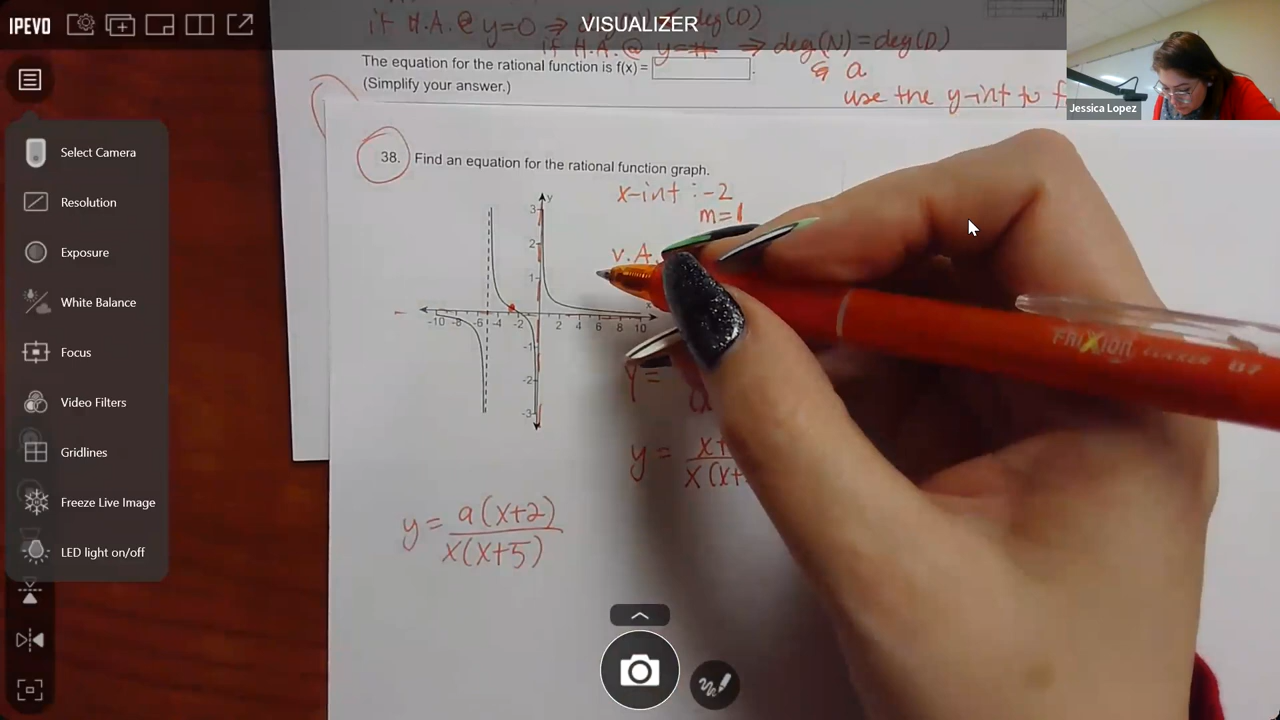 IPEVO
VISUALIZER
Jessica Lopez
Select Camera
Resolution
Exposure
White Balance
Focus
Video Filters
Gridlines
Freeze Live Image
LED light on/off
if H.A. @ y=0 ⇒ deg(D)
if H.A. @ y=# ⇒ deg(N)=deg(D)
& a
use the y-int to f
The equation for the rational function is f(x) =
(Simplify your answer.)
38. Find an equation for the rational function graph.
x-int : -2
m=1
V.A.
y
3
2
1
-10 -8 -6 -4 -2 2 4 6 8 10
x
-1
-2
-3
y =
y = x+
x(x+
y = a(x+2)
x(x+5)
FRIXION CLICKER 07